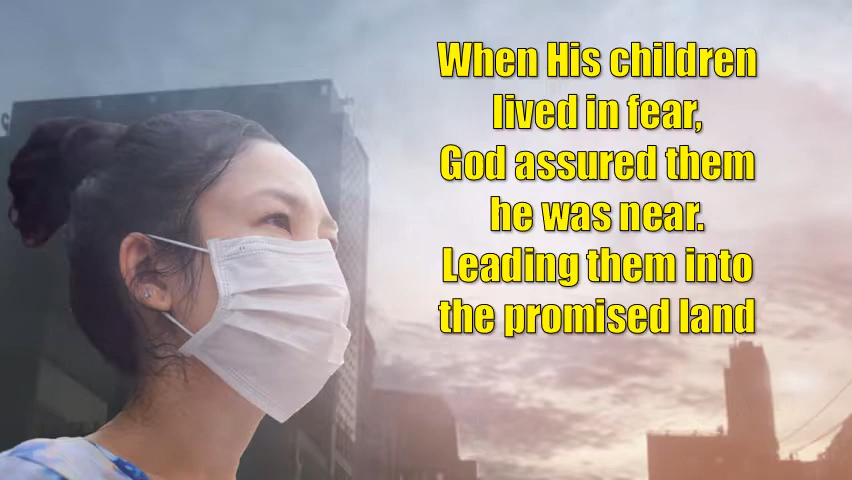 When His children
lived in fear,
God assured them
he was near.
Leading them into
the promised land